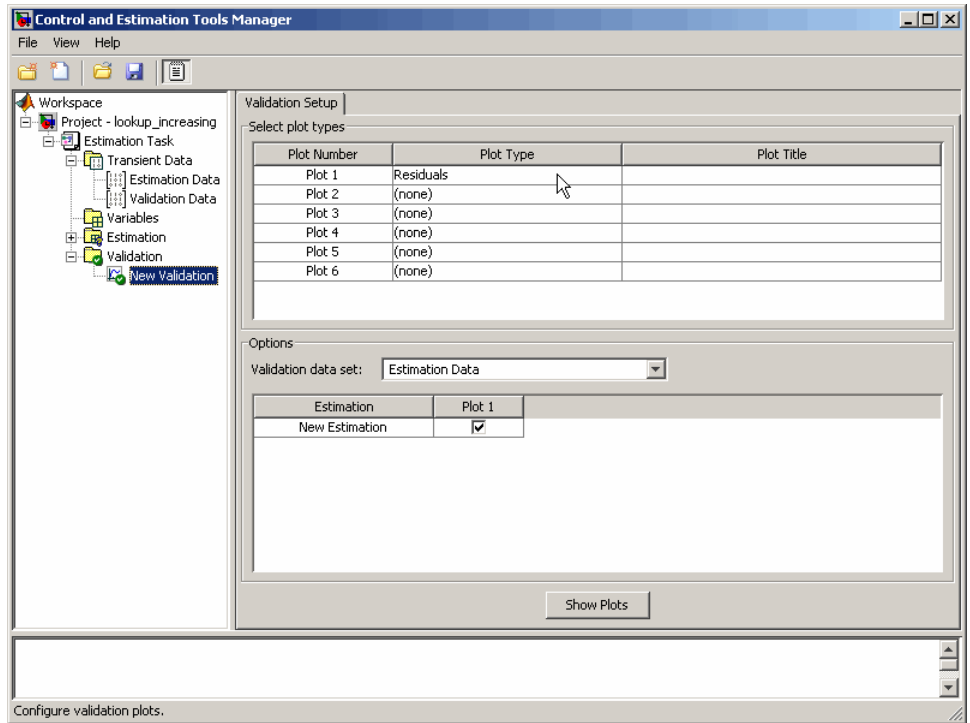 Control and Estimation Tools Manager
File View Help
Workspace
Project - lookup_increasing
Estimation Task
Transient Data
Estimation Data
Validation Data
Variables
Estimation
Validation
New Validation
Validation Setup
Select plot types
Plot Number Plot Type Plot Title
Plot 1 Residuals
Plot 2 (none)
Plot 3 (none)
Plot 4 (none)
Plot 5 (none)
Plot 6 (none)
Options
Validation data set: Estimation Data
Estimation Plot 1
New Estimation
Show Plots
Configure validation plots.